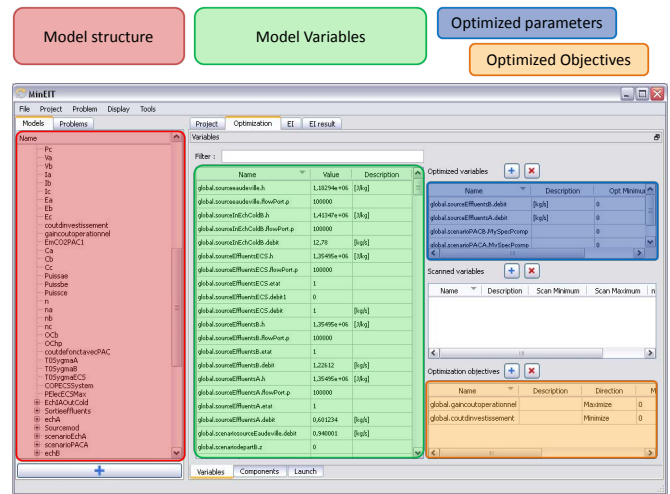 Model structure
Model Variables
Optimized parameters
Optimized Objectives
MinEIT
File Project Problem Display Tools
Models Problems
Name
Pc
Va
Vb
Ia
Ib
Ic
Ea
Eb
Ec
coutdinvestissement
gaincoutoperationnel
EmCO2PAC1
Ca
Cb
Cc
Puissae
Puissbe
Puissce
n
na
nb
nc
OCb
OChp
coutdefonctavecPAC
T0SygmaA
T0SygmaB
T0SygmaECS
COPECSSystem
PElecECSMax
EchIAOutCold
Sortieeffluents
echA
Sourcemod
scenarioEchA
scenarioPACA
echB
Project Optimization EI EI result
Variables
Filter :
Name Value Description
global.sourceeaudeville.h 1,18294e+06 [J/kg]
global.sourceeaudeville.flowPort.p 100000
global.sourceInEchColdB.h 1,41347e+06 [J/kg]
global.sourceInEchColdB.flowPort.p 100000
global.sourceInEchColdB.debit 12,78 [kg/s]
global.sourceEffluentsECS.h 1,35495e+06 [J/kg]
global.sourceEffluentsECS.flowPort.p 100000
global.sourceEffluentsECS.etat 1
global.sourceEffluentsECS.debit1 0
global.sourceEffluentsECS.debit 1 [kg/s]
global.sourceEffluentsB.h 1,35495e+06 [J/kg]
global.sourceEffluentsB.flowPort.p 100000
global.sourceEffluentsB.etat 1
global.sourceEffluentsB.debit 1,22612 [kg/s]
global.sourceEffluentsA.h 1,35495e+06 [J/kg]
global.sourceEffluentsA.flowPort.p 100000
global.sourceEffluentsA.etat 1
global.sourceEffluentsA.debit 0,601234 [kg/s]
global.scenariosourceEaudeville.debit 0,940001 [kg/s]
global.scenariodepartB.z 0
Optimized variables
Name Description Opt Minimu
global.sourceEffluentsB.debit [kg/s] 0
global.sourceEffluentsA.debit [kg/s] 0
global.scenarioPACB.MySpecPcomp 0
global.scenarioPACA.MySpecPcomp 0
Scanned variables
Name Description Scan Minimum Scan Maximum n
Optimization objectives
Name Description Direction M
global.gaincoutoperationnel Maximize 0
global.coutdinvestissement Minimize 0
Variables Components Launch